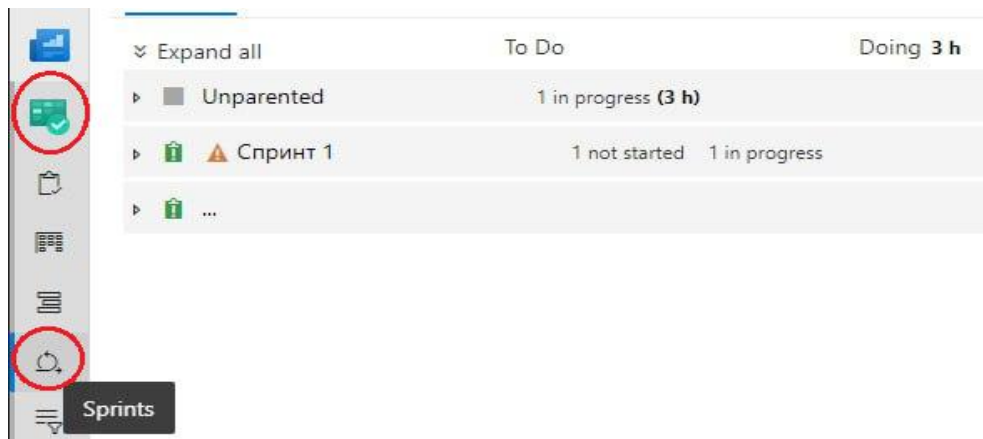 Expand all To Do Doing 3 h
Unparented 1 in progress (3 h)
Спринт 1 1 not started 1 in progress
...
Sprints